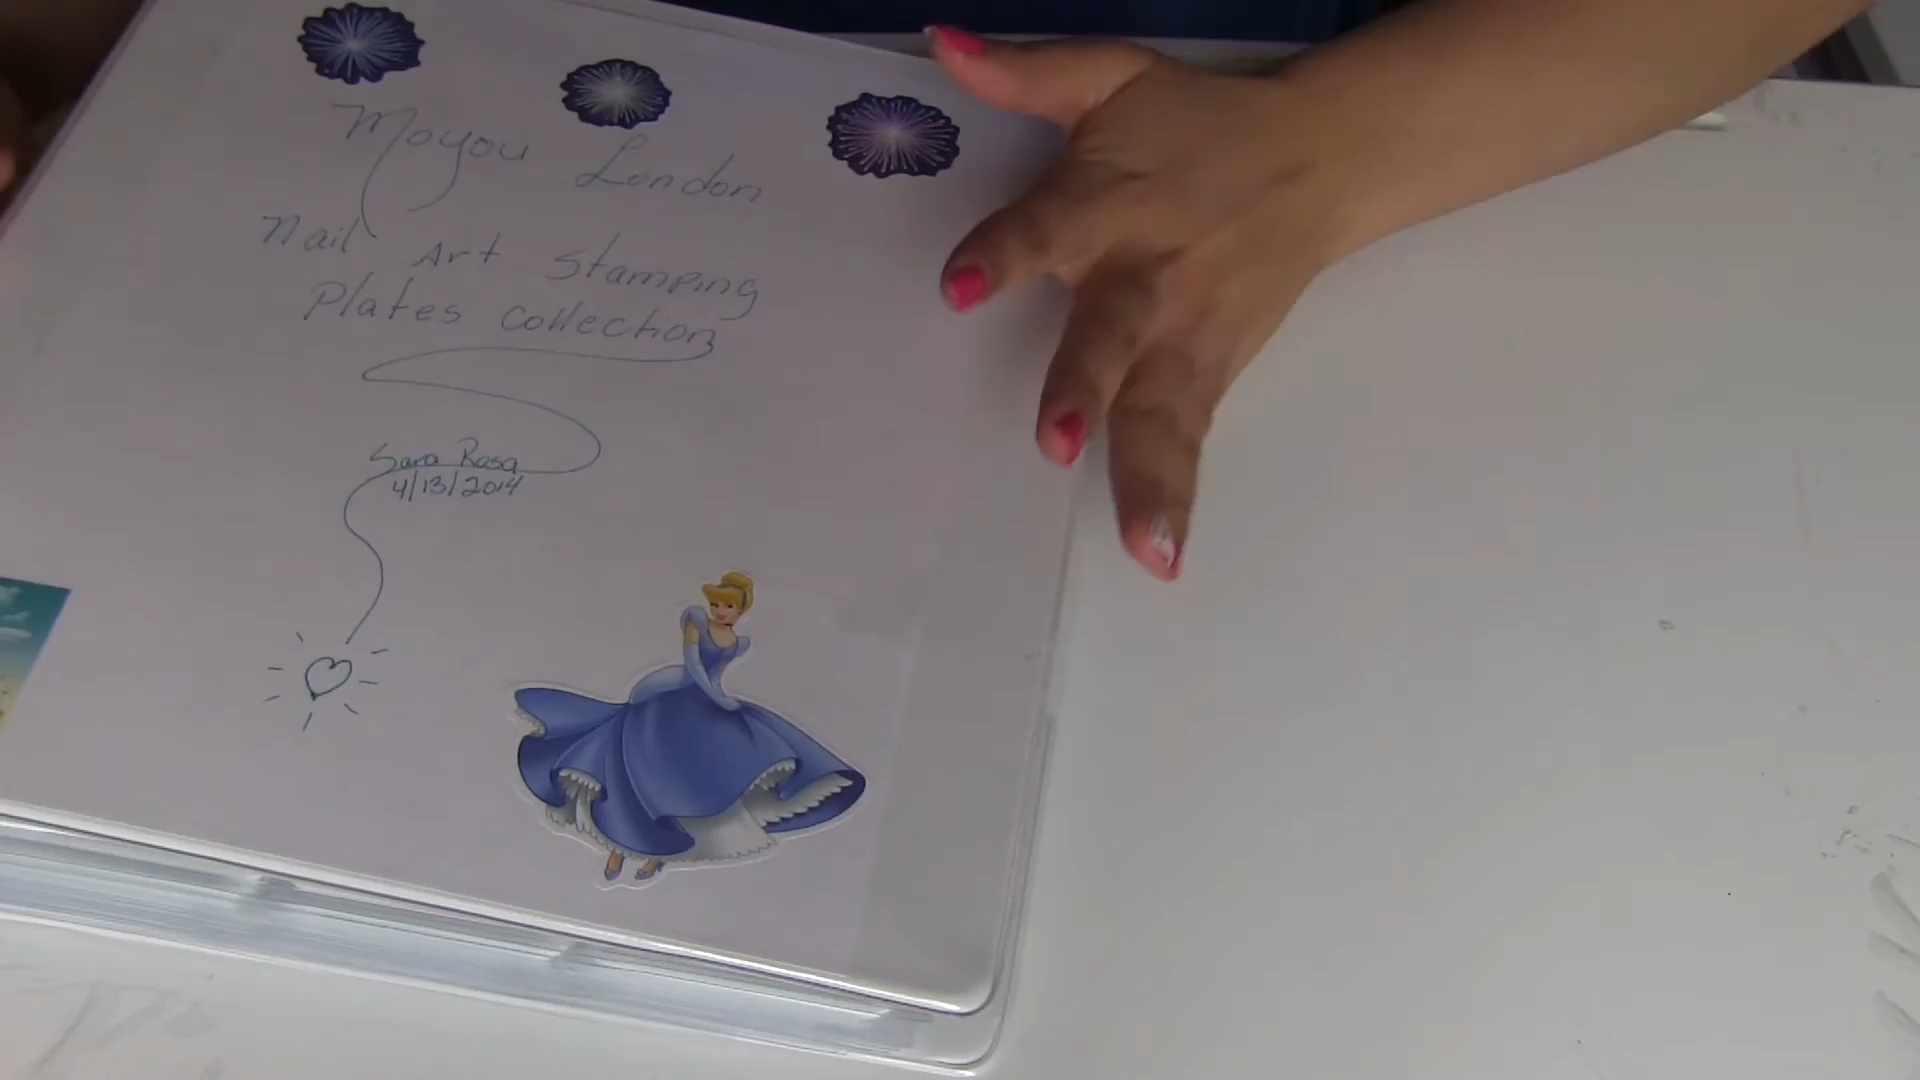 Moyou London
Nail Art Stamping
Plates Collection
Sara Rosa
4/13/2014